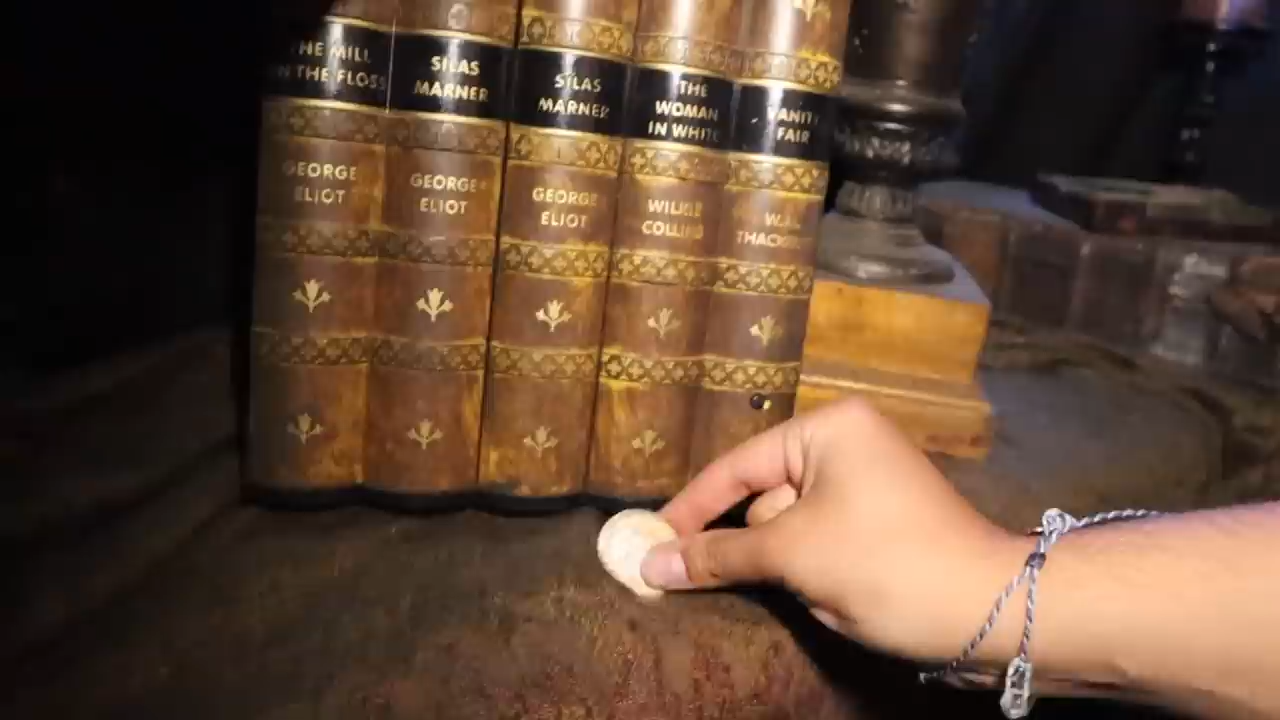 THE MILL
ON THE FLOSS
GEORGE
ELIOT
SILAS
MARNER
GEORGE
ELIOT
SILAS
MARNER
GEORGE
ELIOT
THE
WOMAN
IN WHITE
WILKIE
COLLINS
VANITY
FAIR
W.M.
THACKERAY